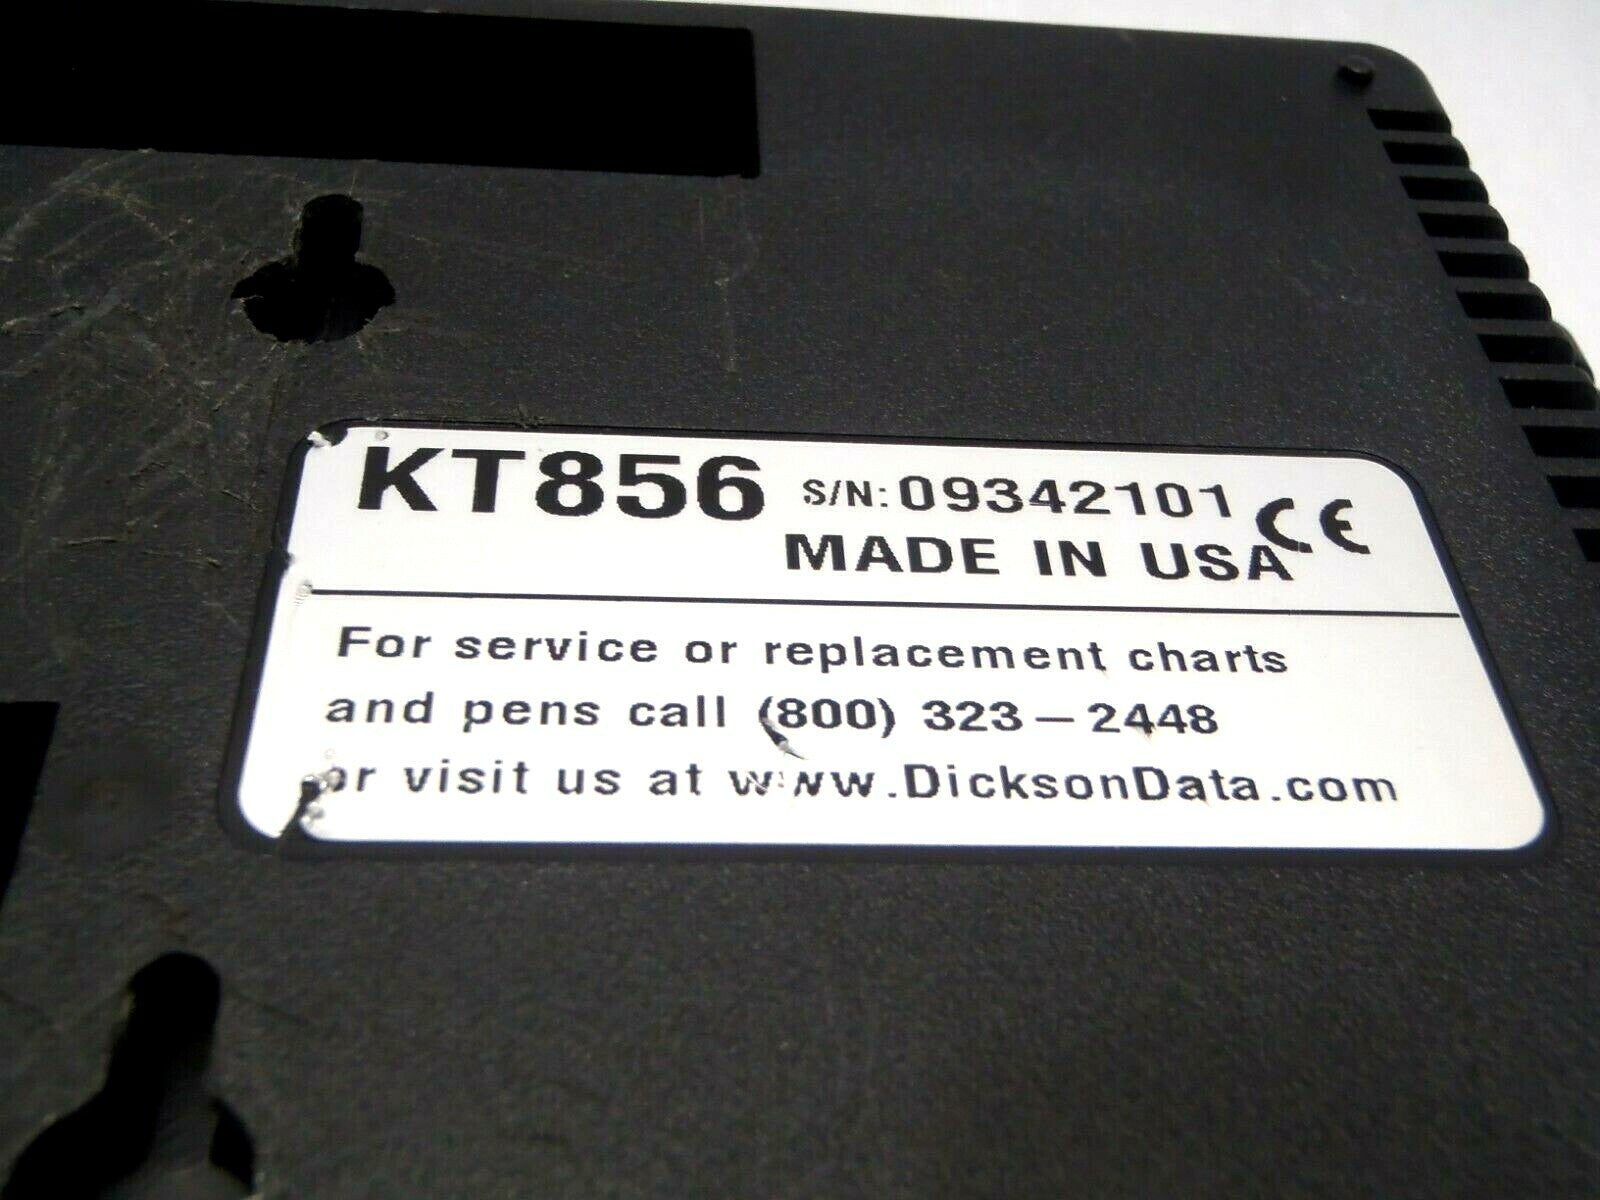 KT856 S/N: 09342101 CE
MADE IN USA
For service or replacement charts
and pens call (800) 323-2448
or visit us at www.DicksonData.com